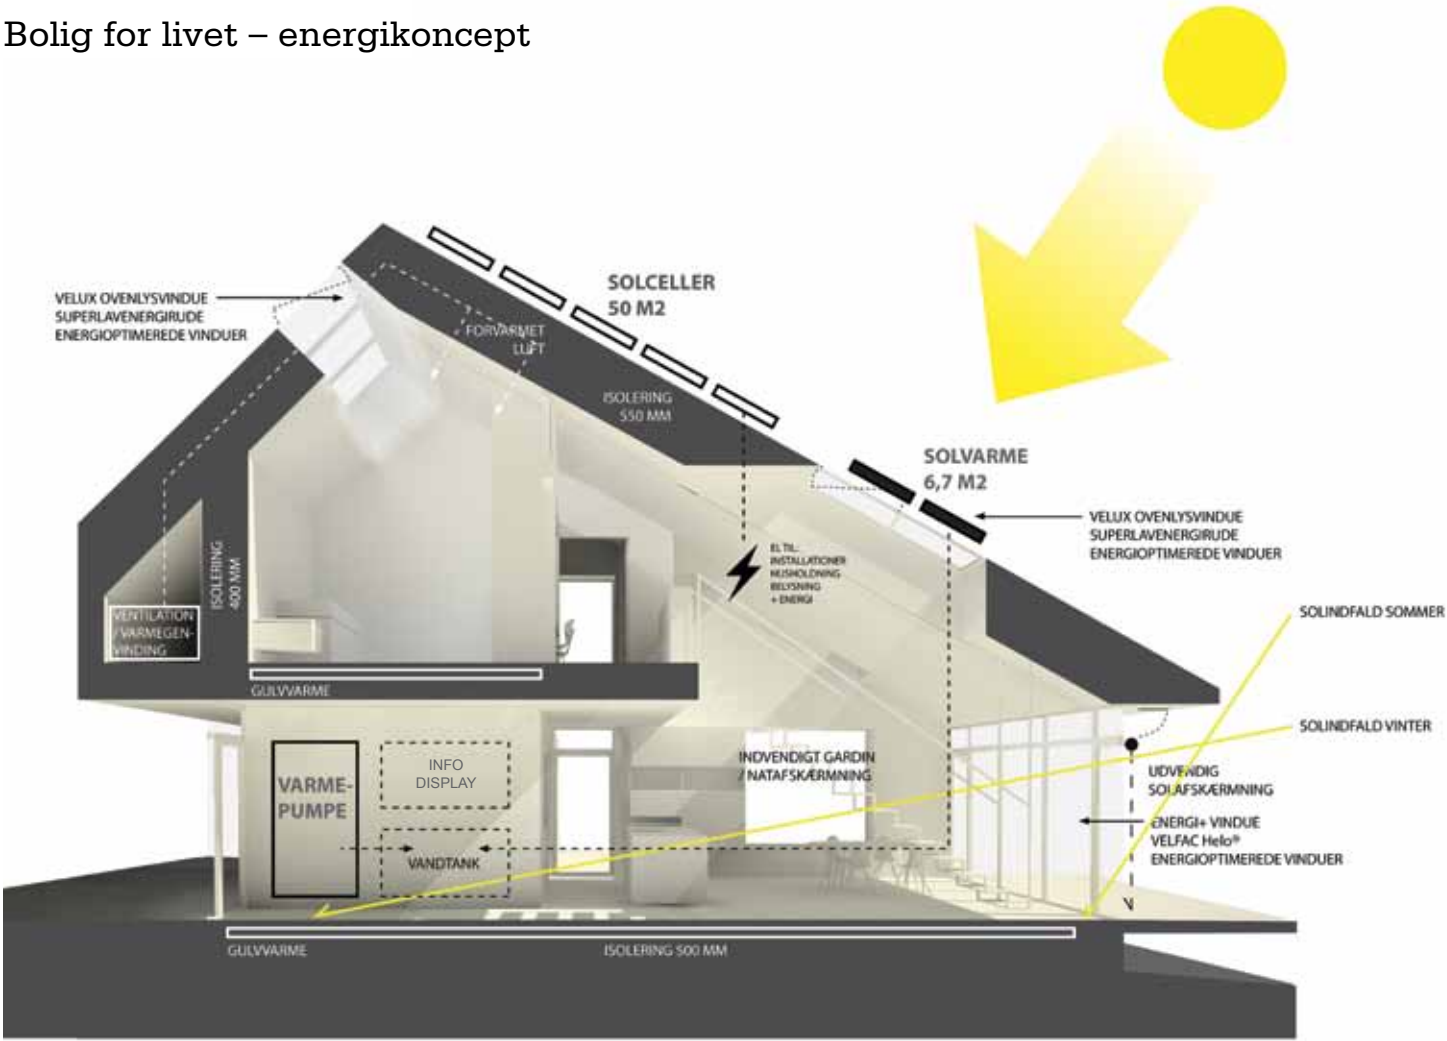 Bolig for livet – energikoncept
VELUX OVENLYSVINDUE
SUPERLAVENERGIRUDE
ENERGIOPTIMEREDE VINDUER
SOLCELLER
50 M2
FORVARMET
LUFT
ISOLERING
550 MM
SOLVARME
6,7 M2
VELUX OVENLYSVINDUE
SUPERLAVENERGIRUDE
ENERGIOPTIMEREDE VINDUER
ISOLERING
400 MM
EL TIL:
INSTALLATIONER
HUSHOLDNING
BELYSNING
+ ENERGI
VENTILATION
/ VARMEGEN-
VINDING
SOLINDFALD SOMMER
GULVVARME
SOLINDFALD VINTER
VARME-
PUMPE
INFO
DISPLAY
INDVENDIGT GARDIN
/ NATAFSKÆRMNING
UDVENDIG
SOLAFSKÆRMNING
VANDTANK
ENERGI+ VINDUE
VELFAC Helo®
ENERGIOPTIMEREDE VINDUER
GULVVARME
ISOLERING 500 MM